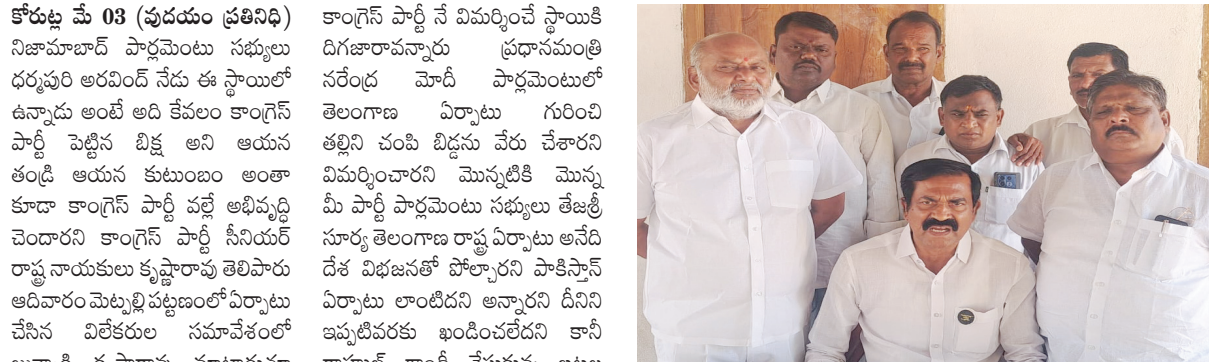 కోరుట్ల మే 03 (వుదయం ప్రతినిధి)
నిజామాబాద్ పార్లమెంటు సభ్యులు
ధర్మపురి అరవింద్ నేడు ఈ స్థాయిలో
ఉన్నాడు అంటే అది కేవలం కాంగ్రెస్
పార్టీ పెట్టిన బిక్ష అని ఆయన
తండ్రి ఆయన కుటుంబం అంతా
కూడా కాంగ్రెస్ పార్టీ వల్లే అభివృద్ధి
చెందారని కాంగ్రెస్ పార్టీ సీనియర్
రాష్ట్ర నాయకులు కృష్ణారావు తెలిపారు
ఆదివారం మెట్పల్లి పట్టణంలో ఏర్పాటు
చేసిన విలేకరుల సమావేశంలో
కాంగ్రెస్ పార్టీ నే విమర్శించే స్థాయికి
దిగజారావన్నారు ప్రధానమంత్రి
నరేంద్ర మోదీ పార్లమెంటులో
తెలంగాణ ఏర్పాటు గురించి
తల్లిని చంపి బిడ్డను వేరు చేశారని
విమర్శించారని మొన్నటికి మొన్న
మీ పార్టీ పార్లమెంటు సభ్యులు తేజశ్రీ
సూర్య తెలంగాణ రాష్ట్ర ఏర్పాటు అనేది
దేశ విభజనతో పోల్చారని పాకిస్తాన్
ఏర్పాటు లాంటిదని అన్నారని దీనిని
ఇప్పటివరకు ఖండించలేదని కానీ